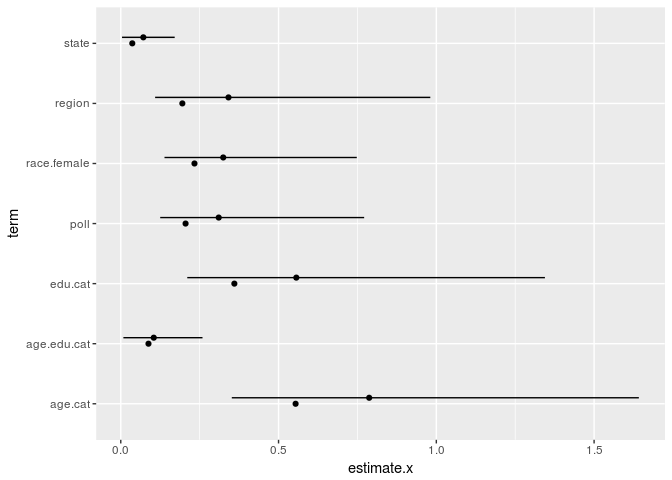 state
region
race.female
poll
edu.cat
age.edu.cat
age.cat
term
0.0 0.5 1.0 1.5
estimate.x